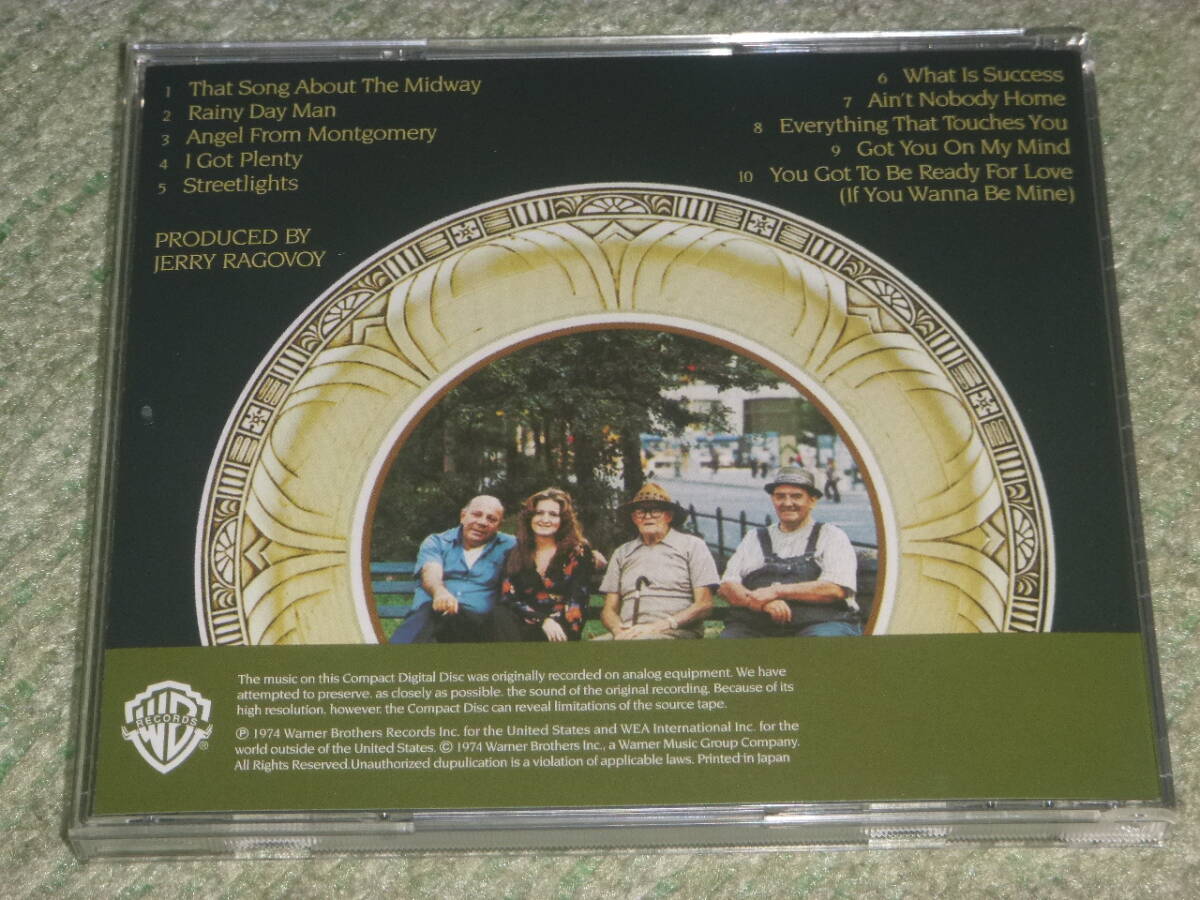 1 That Song About The Midway
2 Rainy Day Man
3 Angel From Montgomery
4 I Got Plenty
5 Streetlights
PRODUCED BY
JERRY RAGOVOY
6 What Is Success
7 Ain't Nobody Home
8 Everything That Touches You
9 Got You On My Mind
10 You Got To Be Ready For Love
(If You Wanna Be Mine)
WB
RECORDS
®
The music on this Compact Digital Disc was originally recorded on analog equipment. We have
attempted to preserve, as closely as possible, the sound of the original recording. Because of its
high resolution, however, the Compact Disc can reveal limitations of the source tape.
℗ 1974 Warner Brothers Records Inc. for the United States and WEA International Inc. for the
world outside of the United States. © 1974 Warner Brothers Inc., a Warner Music Group Company.
All Rights Reserved.Unauthorized dupulication is a violation of applicable laws. Printed in Japan